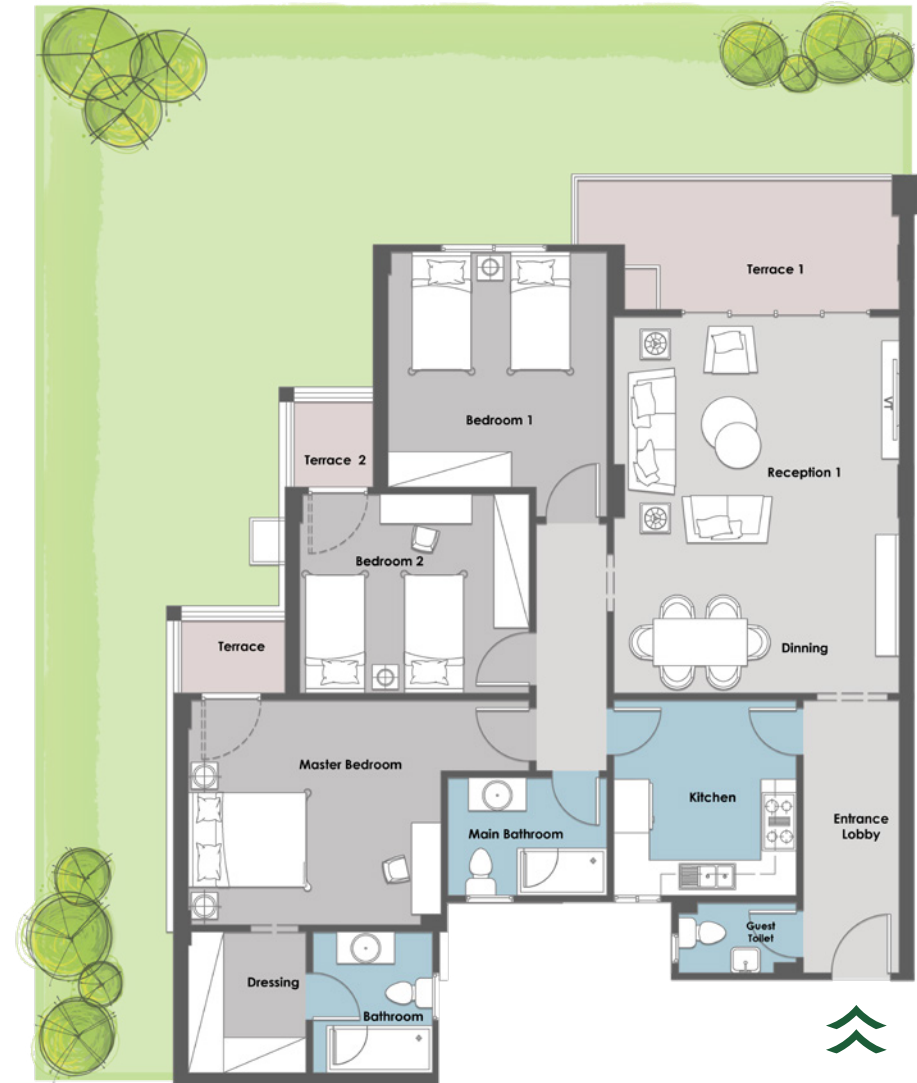 Terrace 1
Bedroom 1
Terrace 2
Reception 1
TV
Bedroom 2
Terrace
Dinning
Master Bedroom
Kitchen
Main Bathroom
Entrance
Lobby
Guest
Toilet
Dressing
Bathroom